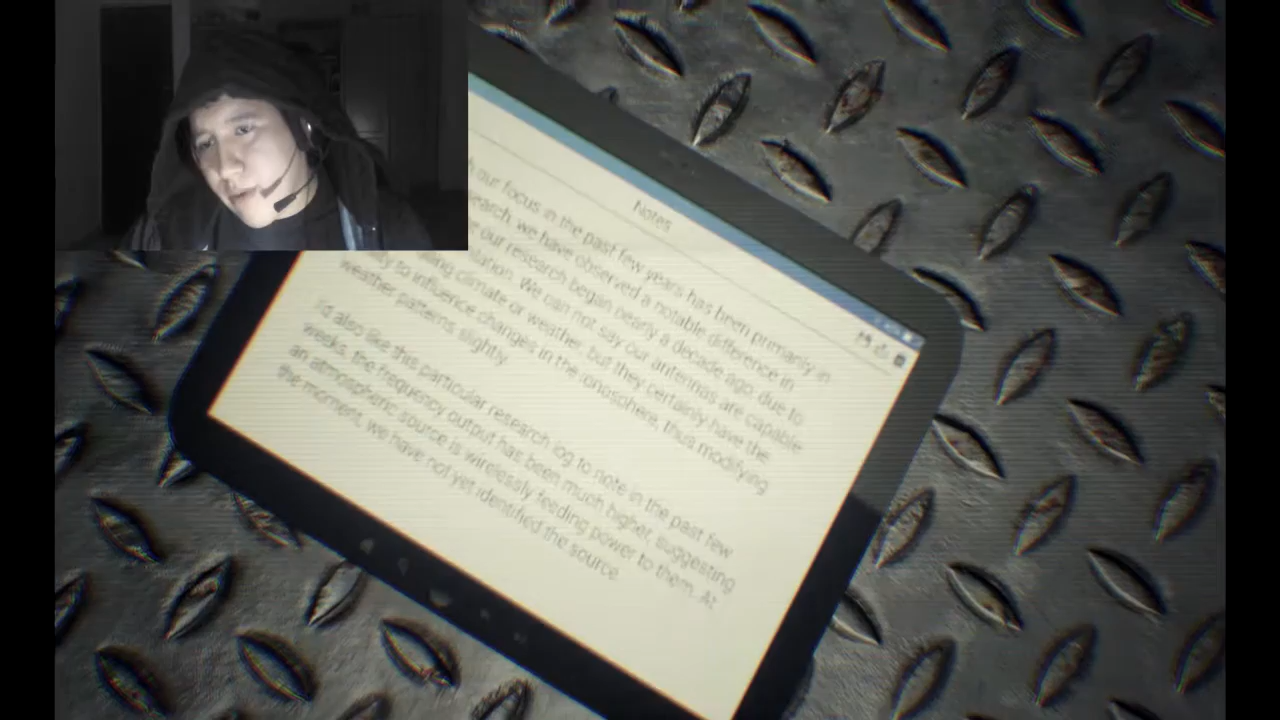 Notes
our focus in the past few years has been primarily in
we have observed a notable difference in
our research began nearly a decade ago, due to
We can not say our antennas are capable
climate or weather, but they certainly have the
to influence changes in the ionosphere, thus modifying
weather patterns slightly.
I'd also like this particular research log to note in the past few
weeks, the frequency output has been much higher, suggesting
an atmospheric source is wirelessly feeding power to them. At
the moment, we have not yet identified the source.